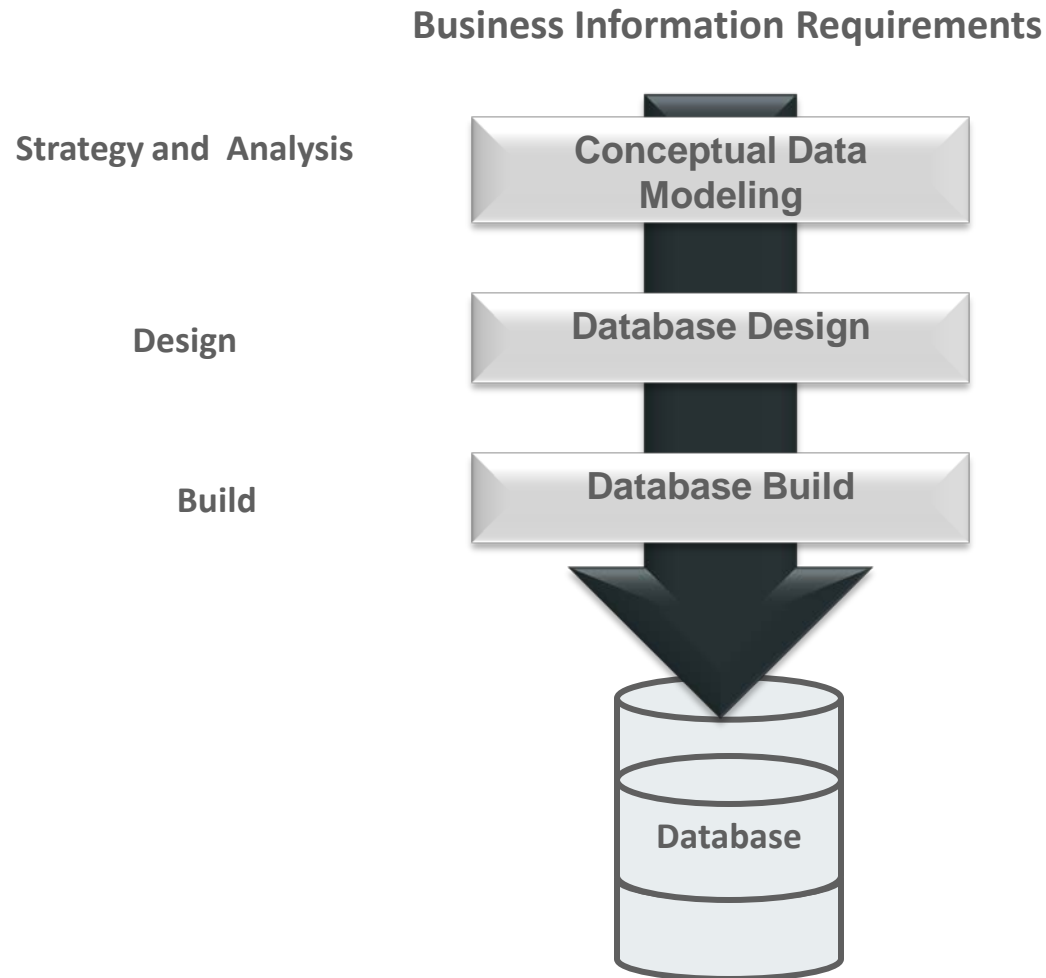 Business Information Requirements
Strategy and Analysis
Conceptual Data
Modeling
Design
Database Design
Build
Database Build
Database